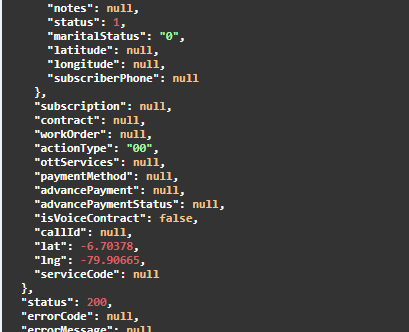 "notes": null,
"status": 1,
"maritalStatus": "0",
"latitude": null,
"longitude": null,
"subscriberPhone": null
},
"subscription": null,
"contract": null,
"workOrder": null,
"actionType": "00",
"ottServices": null,
"paymentMethod": null,
"advancePayment": null,
"advancePaymentStatus": null,
"isVoiceContract": false,
"callId": null,
"lat": -6.70378,
"lng": -79.90665,
"serviceCode": null
},
"status": 200,
"errorCode": null,
"errorMessage": null